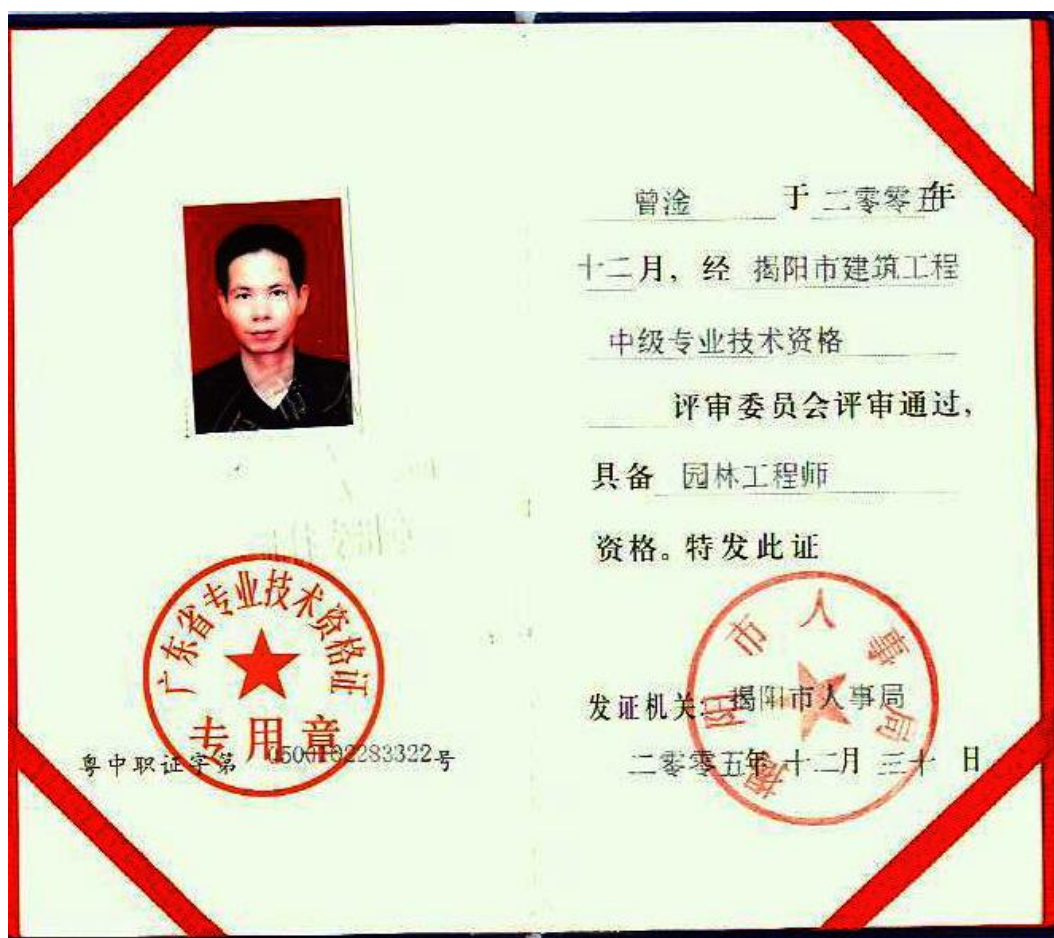 广东省专业技术资格证
专用章
粤中职证字第 0500102283322号
曾淦 于 二零零五年
十二月, 经 揭阳市建筑工程
中级专业技术资格
评审委员会评审通过,
具备 园林工程师
资格。特发此证
揭阳市人事局
发证机关: 揭阳市人事局
二零零五年十二月三十日